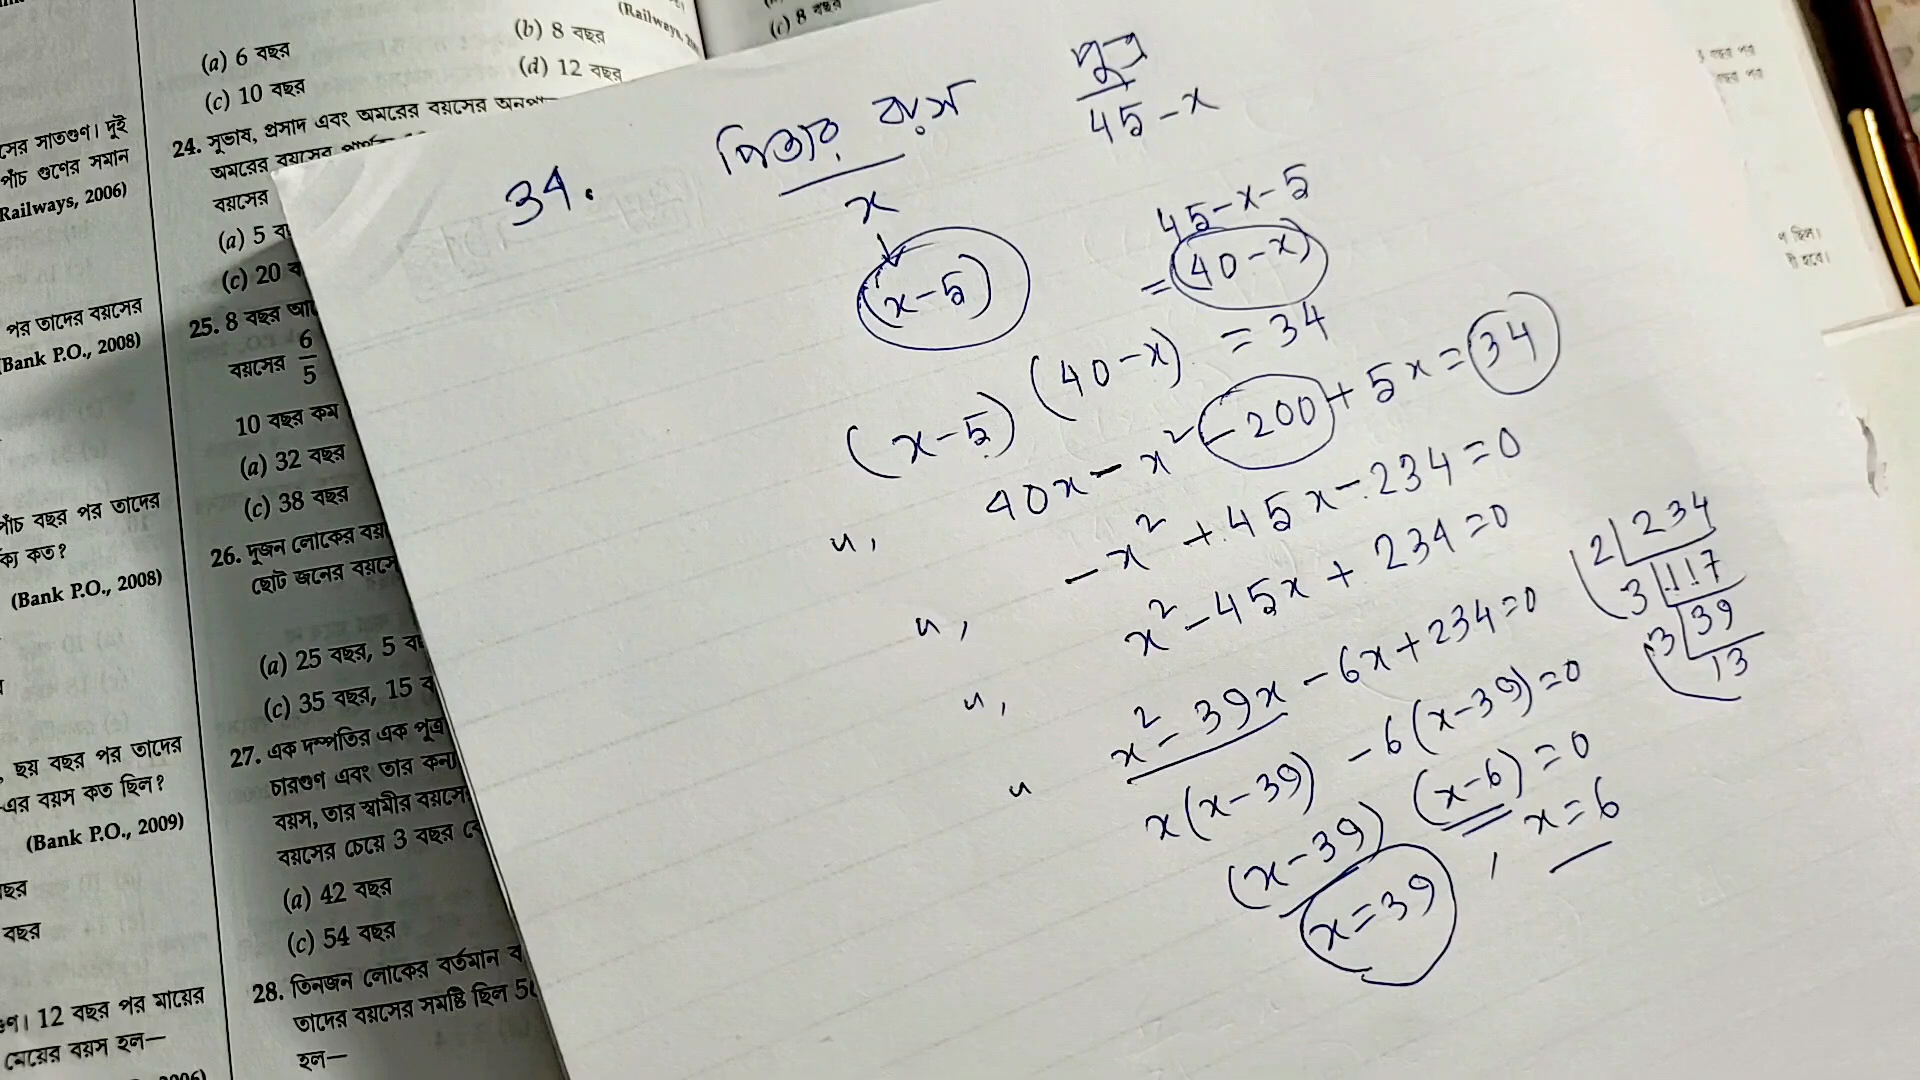 (Railways, 2
(a) 6 বছর
(b) 8 বছর
(c) 10 বছর
(d) 12 বছর
(c) 8 বছর
24. সুভাষ, প্রসাদ এবং অমরের বয়সের
অমরের বয়সের
বয়সের
(a) 5
(c) 20
25. 8 বছর
বয়সের 6/5
10 বছর কম
(a) 32 বছর
(c) 38 বছর
26. দুজন লোকের
ছোট জনের
(a) 25 বছর, 5
(c) 35 বছর, 15
27. এক দম্পতির এক পুত্র
চারগুণ এবং তার কন্যা
বয়স, তার স্বামীর
বয়সের চেয়ে 3 বছর
(a) 42 বছর
(c) 54 বছর
28. তিনজন লোকের বর্তমান
তাদের বয়সের সমষ্টি ছিল
হল—
সাতগুণ। দুই
পাঁচ গুণের সমান
Railways, 2006)
পর তাদের বয়সের
Bank P.O., 2008)
পাঁচ বছর পর তাদের
কত?
(Bank P.O., 2008)
ছয় বছর পর তাদের
-এর বয়স কত ছিল?
(Bank P.O., 2009)
বছর
12 বছর পর মায়ের
মেয়ের বয়স হল—
34. পিতার বয়স পুত্র
x 45-x
(x-5) 45-x-5
= (40-x)
(x-5) (40-x) = 34
40x - x² - 200 + 5x = 34
- x² + 45x - 234 = 0
x² - 45x + 234 = 0
x² - 39x - 6x + 234 = 0
x(x-39) - 6(x-39) = 0
(x-39) (x-6) = 0
x = 39, x = 6
2 | 234
3 | 117
3 | 39
13